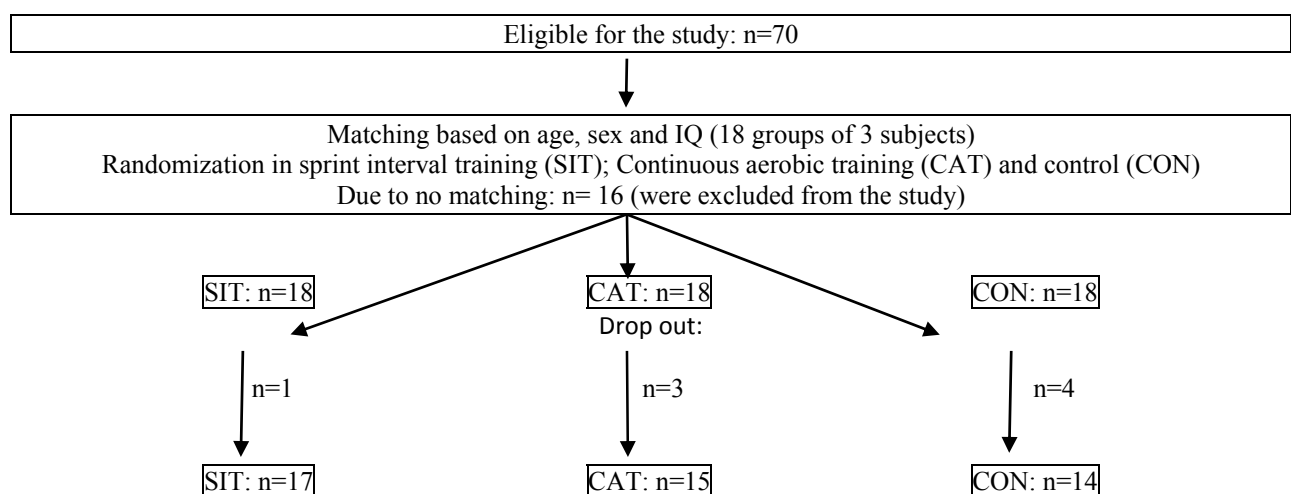 Eligible for the study: n=70
Matching based on age, sex and IQ (18 groups of 3 subjects)
Randomization in sprint interval training (SIT); Continuous aerobic training (CAT) and control (CON)
Due to no matching: n= 16 (were excluded from the study)
SIT: n=18 CAT: n=18 CON: n=18
Drop out:
n=1 n=3 n=4
SIT: n=17 CAT: n=15 CON: n=14